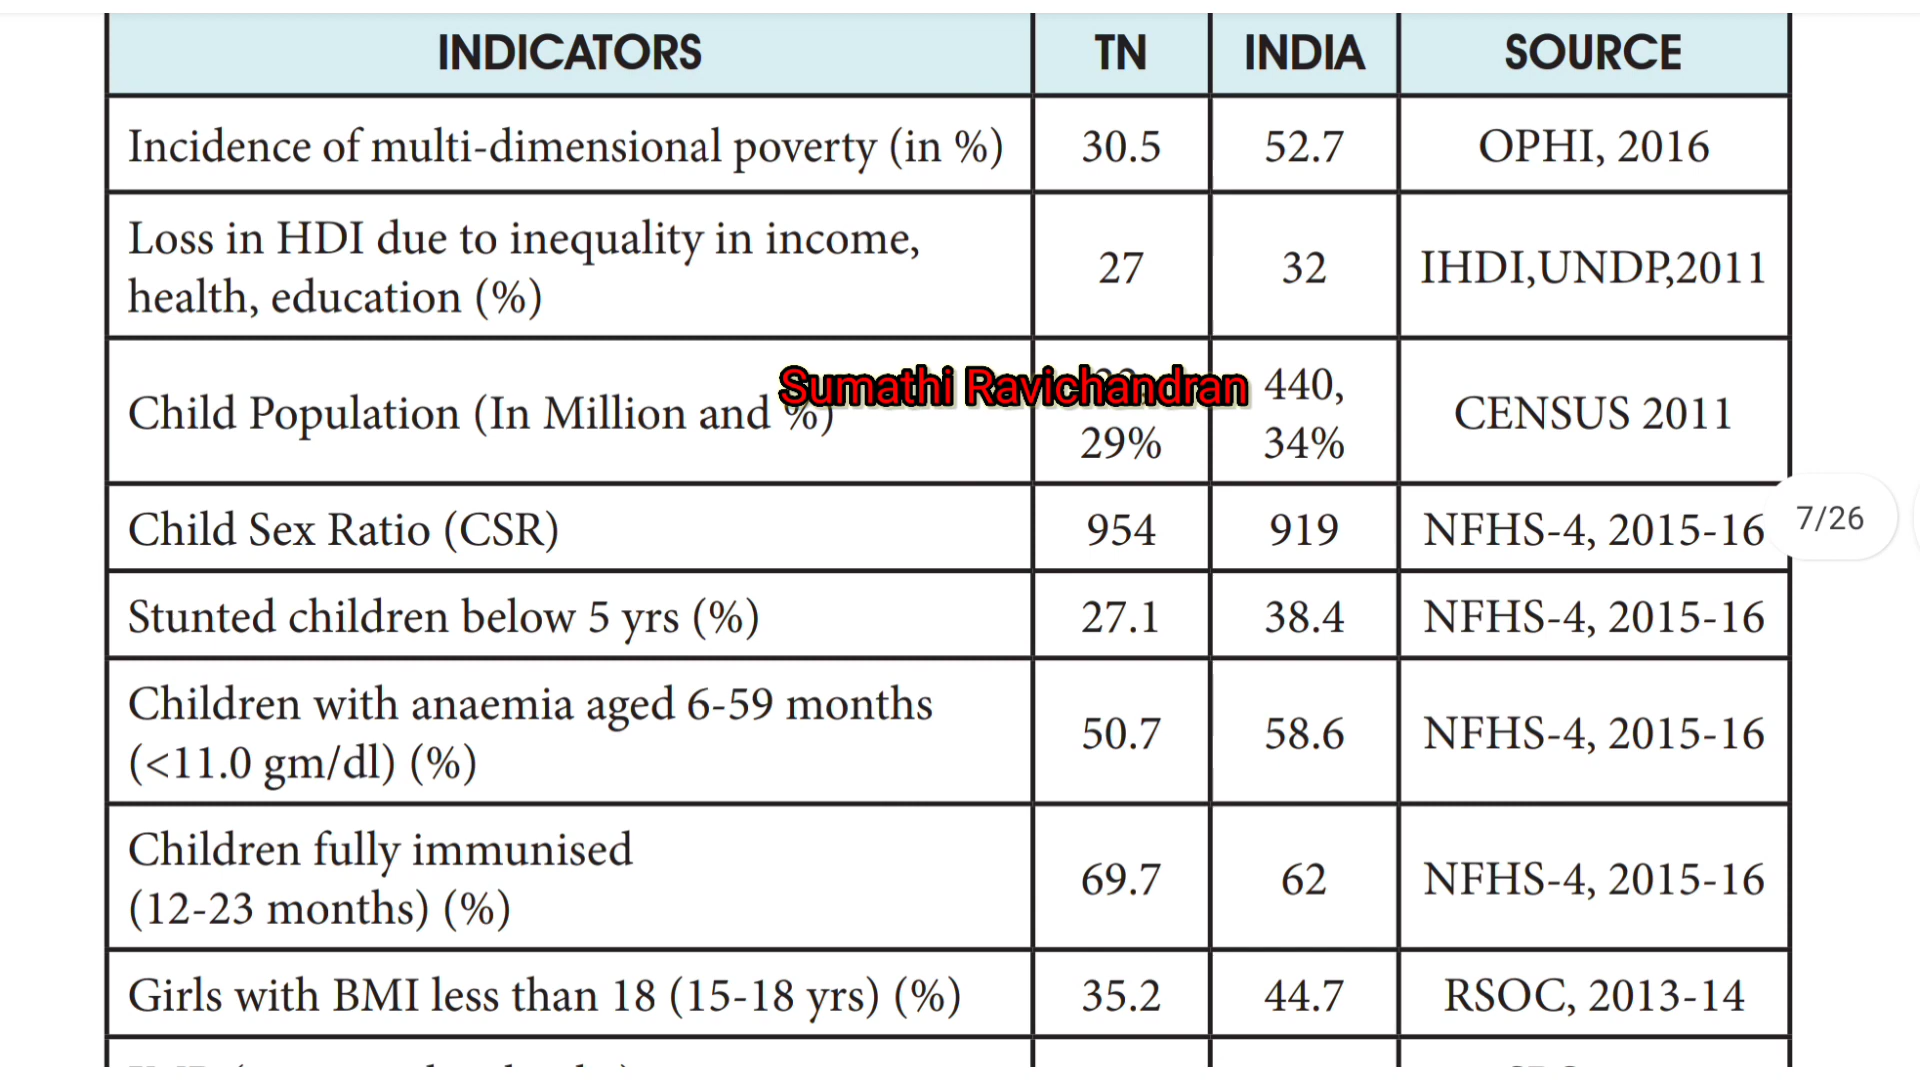 INDICATORS TN INDIA SOURCE
Incidence of multi-dimensional poverty (in %) 30.5 52.7 OPHI, 2016
Loss in HDI due to inequality in income,
health, education (%) 27 32 IHDI,UNDP,2011
Sumathi Ravichandran
Child Population (In Million and %) 29% 440,
34% CENSUS 2011
Child Sex Ratio (CSR) 954 919 NFHS-4, 2015-16
7/26
Stunted children below 5 yrs (%) 27.1 38.4 NFHS-4, 2015-16
Children with anaemia aged 6-59 months
(<11.0 gm/dl) (%) 50.7 58.6 NFHS-4, 2015-16
Children fully immunised
(12-23 months) (%) 69.7 62 NFHS-4, 2015-16
Girls with BMI less than 18 (15-18 yrs) (%) 35.2 44.7 RSOC, 2013-14